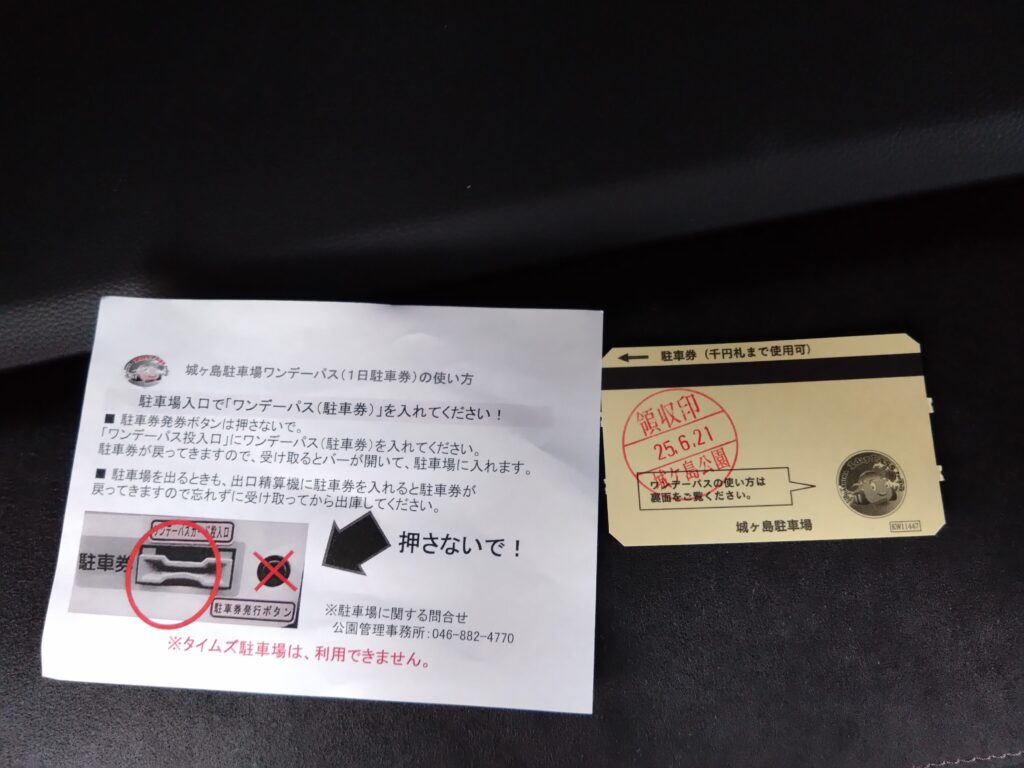 城ヶ島駐車場ワンデーパス(1日駐車券)の使い方
駐車場入口で「ワンデーパス(駐車券)」を入れてください!
■ 駐車券発券ボタンは押さないで。
「ワンデーパス投入口」にワンデーパス(駐車券)を入れてください。
駐車券が戻ってきますので、受け取るとバーが開いて、駐車場に入れます。
■ 駐車場を出るときも、出口精算機に駐車券を入れると駐車券が
戻ってきますので忘れずに受け取ってから出庫してください。
ワンデーパスカード投入口
駐車券
駐車券発行ボタン
押さないで!
※駐車場に関する問合せ
公園管理事務所:046-882-4770
※タイムズ駐車場は、利用できません。
← 駐車券 (千円札まで使用可)
領収印
25.6.21
城ヶ島公園
ワンデーパスの使い方は
裏面をご覧ください。
城ヶ島駐車場
KW11447